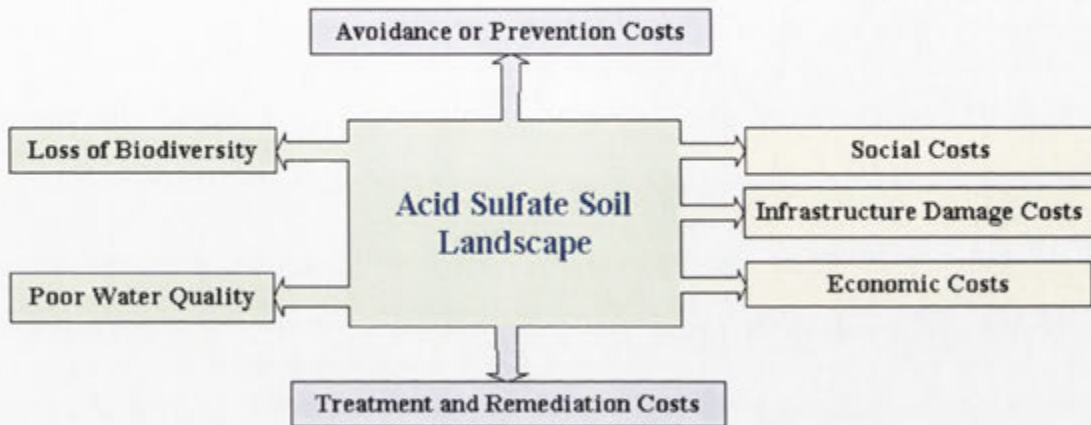 Avoidance or Prevention Costs
Loss of Biodiversity
Social Costs
Acid Sulfate Soil
Landscape
Infrastructure Damage Costs
Poor Water Quality
Economic Costs
Treatment and Remediation Costs